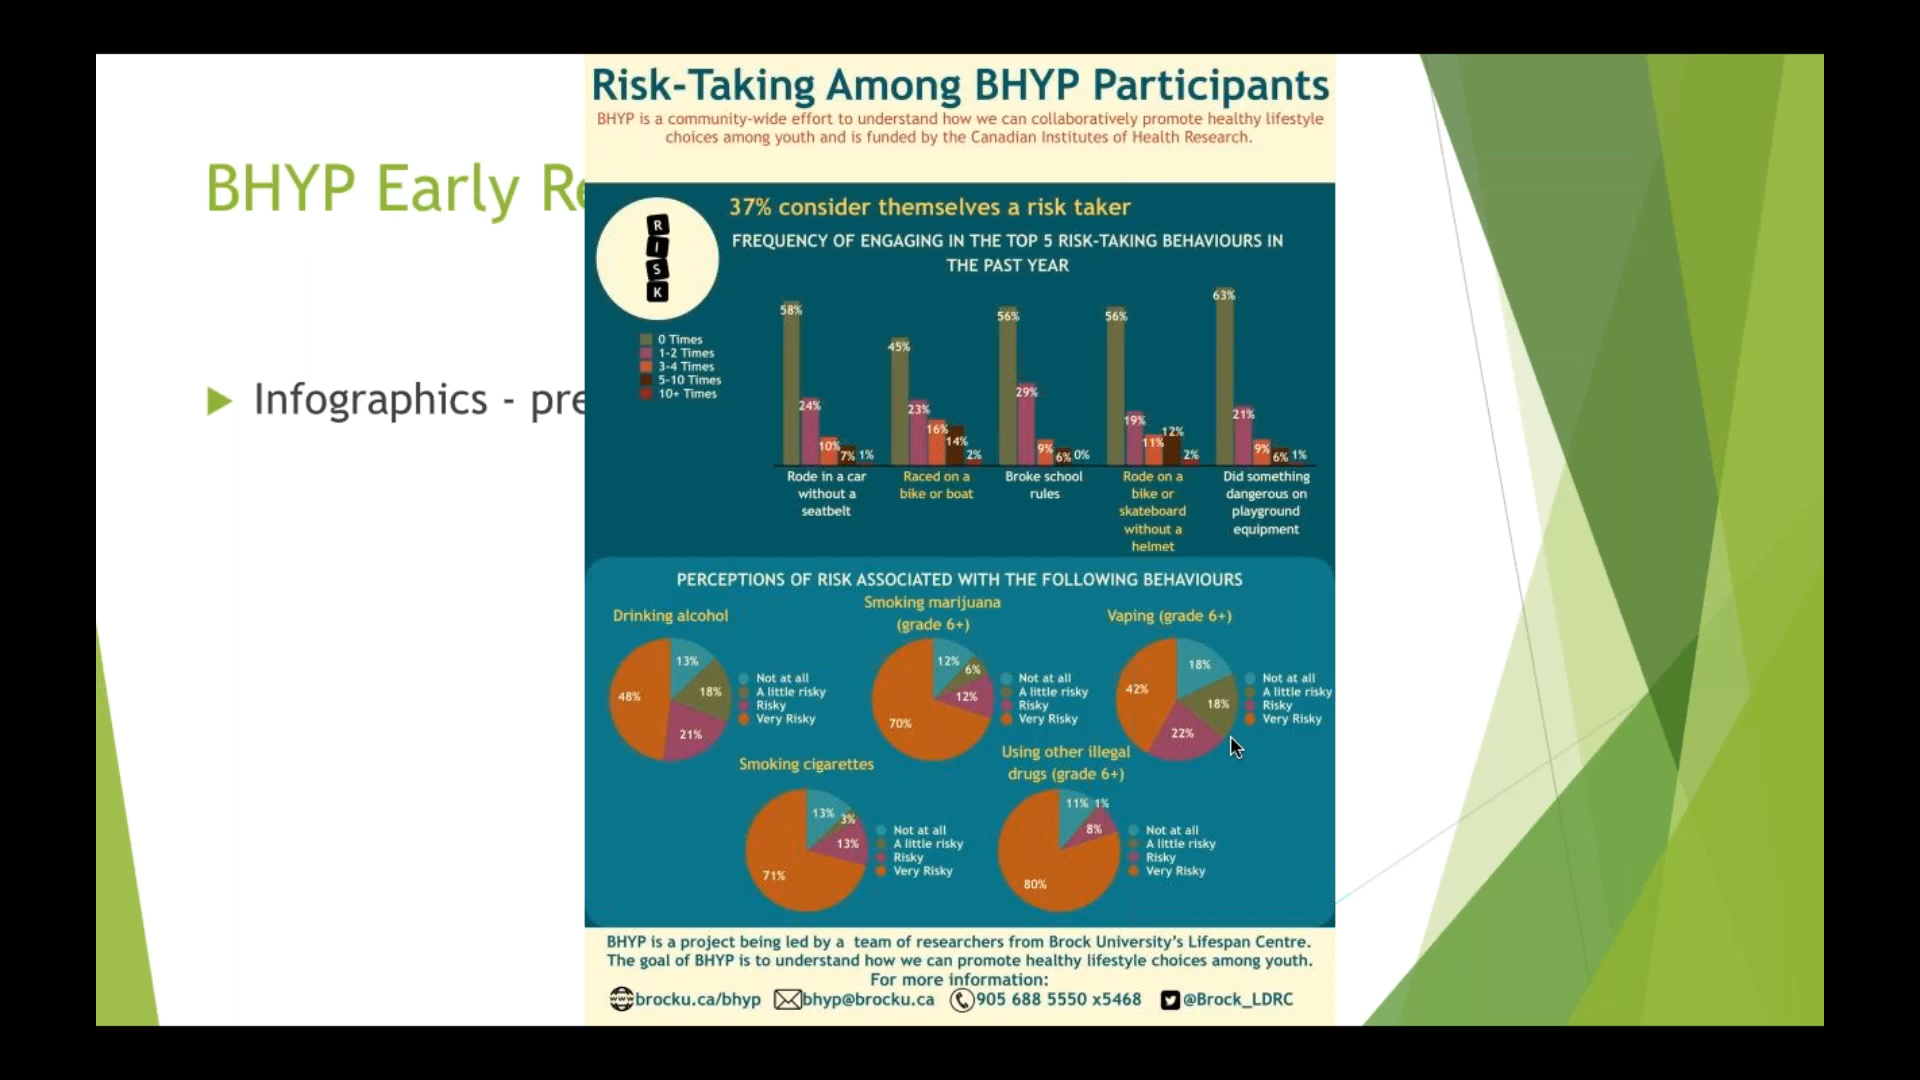 BHYP Early
Infographics -
Risk-Taking Among BHYP Participants
BHYP is a community-wide effort to understand how we can collaboratively promote healthy lifestyle
choices among youth and is funded by the Canadian Institutes of Health Research.
R
I
S
K
37% consider themselves a risk taker
FREQUENCY OF ENGAGING IN THE TOP 5 RISK-TAKING BEHAVIOURS IN
THE PAST YEAR
0 Times
1-2 Times
3-4 Times
5-10 Times
10+ Times
58% 24% 10% 7% 1%
45% 23% 16% 14% 2%
56% 29% 9% 6% 0%
56% 19% 11% 12% 2%
63% 21% 9% 6% 1%
Rode in a car
without a
seatbelt
Raced on a
bike or boat
Broke school
rules
Rode on a
bike or
skateboard
without a
helmet
Did something
dangerous on
playground
equipment
PERCEPTIONS OF RISK ASSOCIATED WITH THE FOLLOWING BEHAVIOURS
Drinking alcohol
13%
18%
21%
48%
Not at all
A little risky
Risky
Very Risky
Smoking marijuana
(grade 6+)
12%
6%
12%
70%
Not at all
A little risky
Risky
Very Risky
Vaping (grade 6+)
18%
18%
22%
42%
Not at all
A little risky
Risky
Very Risky
Smoking cigarettes
13%
3%
13%
71%
Not at all
A little risky
Risky
Very Risky
Using other illegal
drugs (grade 6+)
11% 1%
8%
80%
Not at all
A little risky
Risky
Very Risky
BHYP is a project being led by a team of researchers from Brock University's Lifespan Centre.
The goal of BHYP is to understand how we can promote healthy lifestyle choices among youth.
For more information:
www brocku.ca/bhyp bhyp@brocku.ca 905 688 5550 x5468 @Brock_LDRC